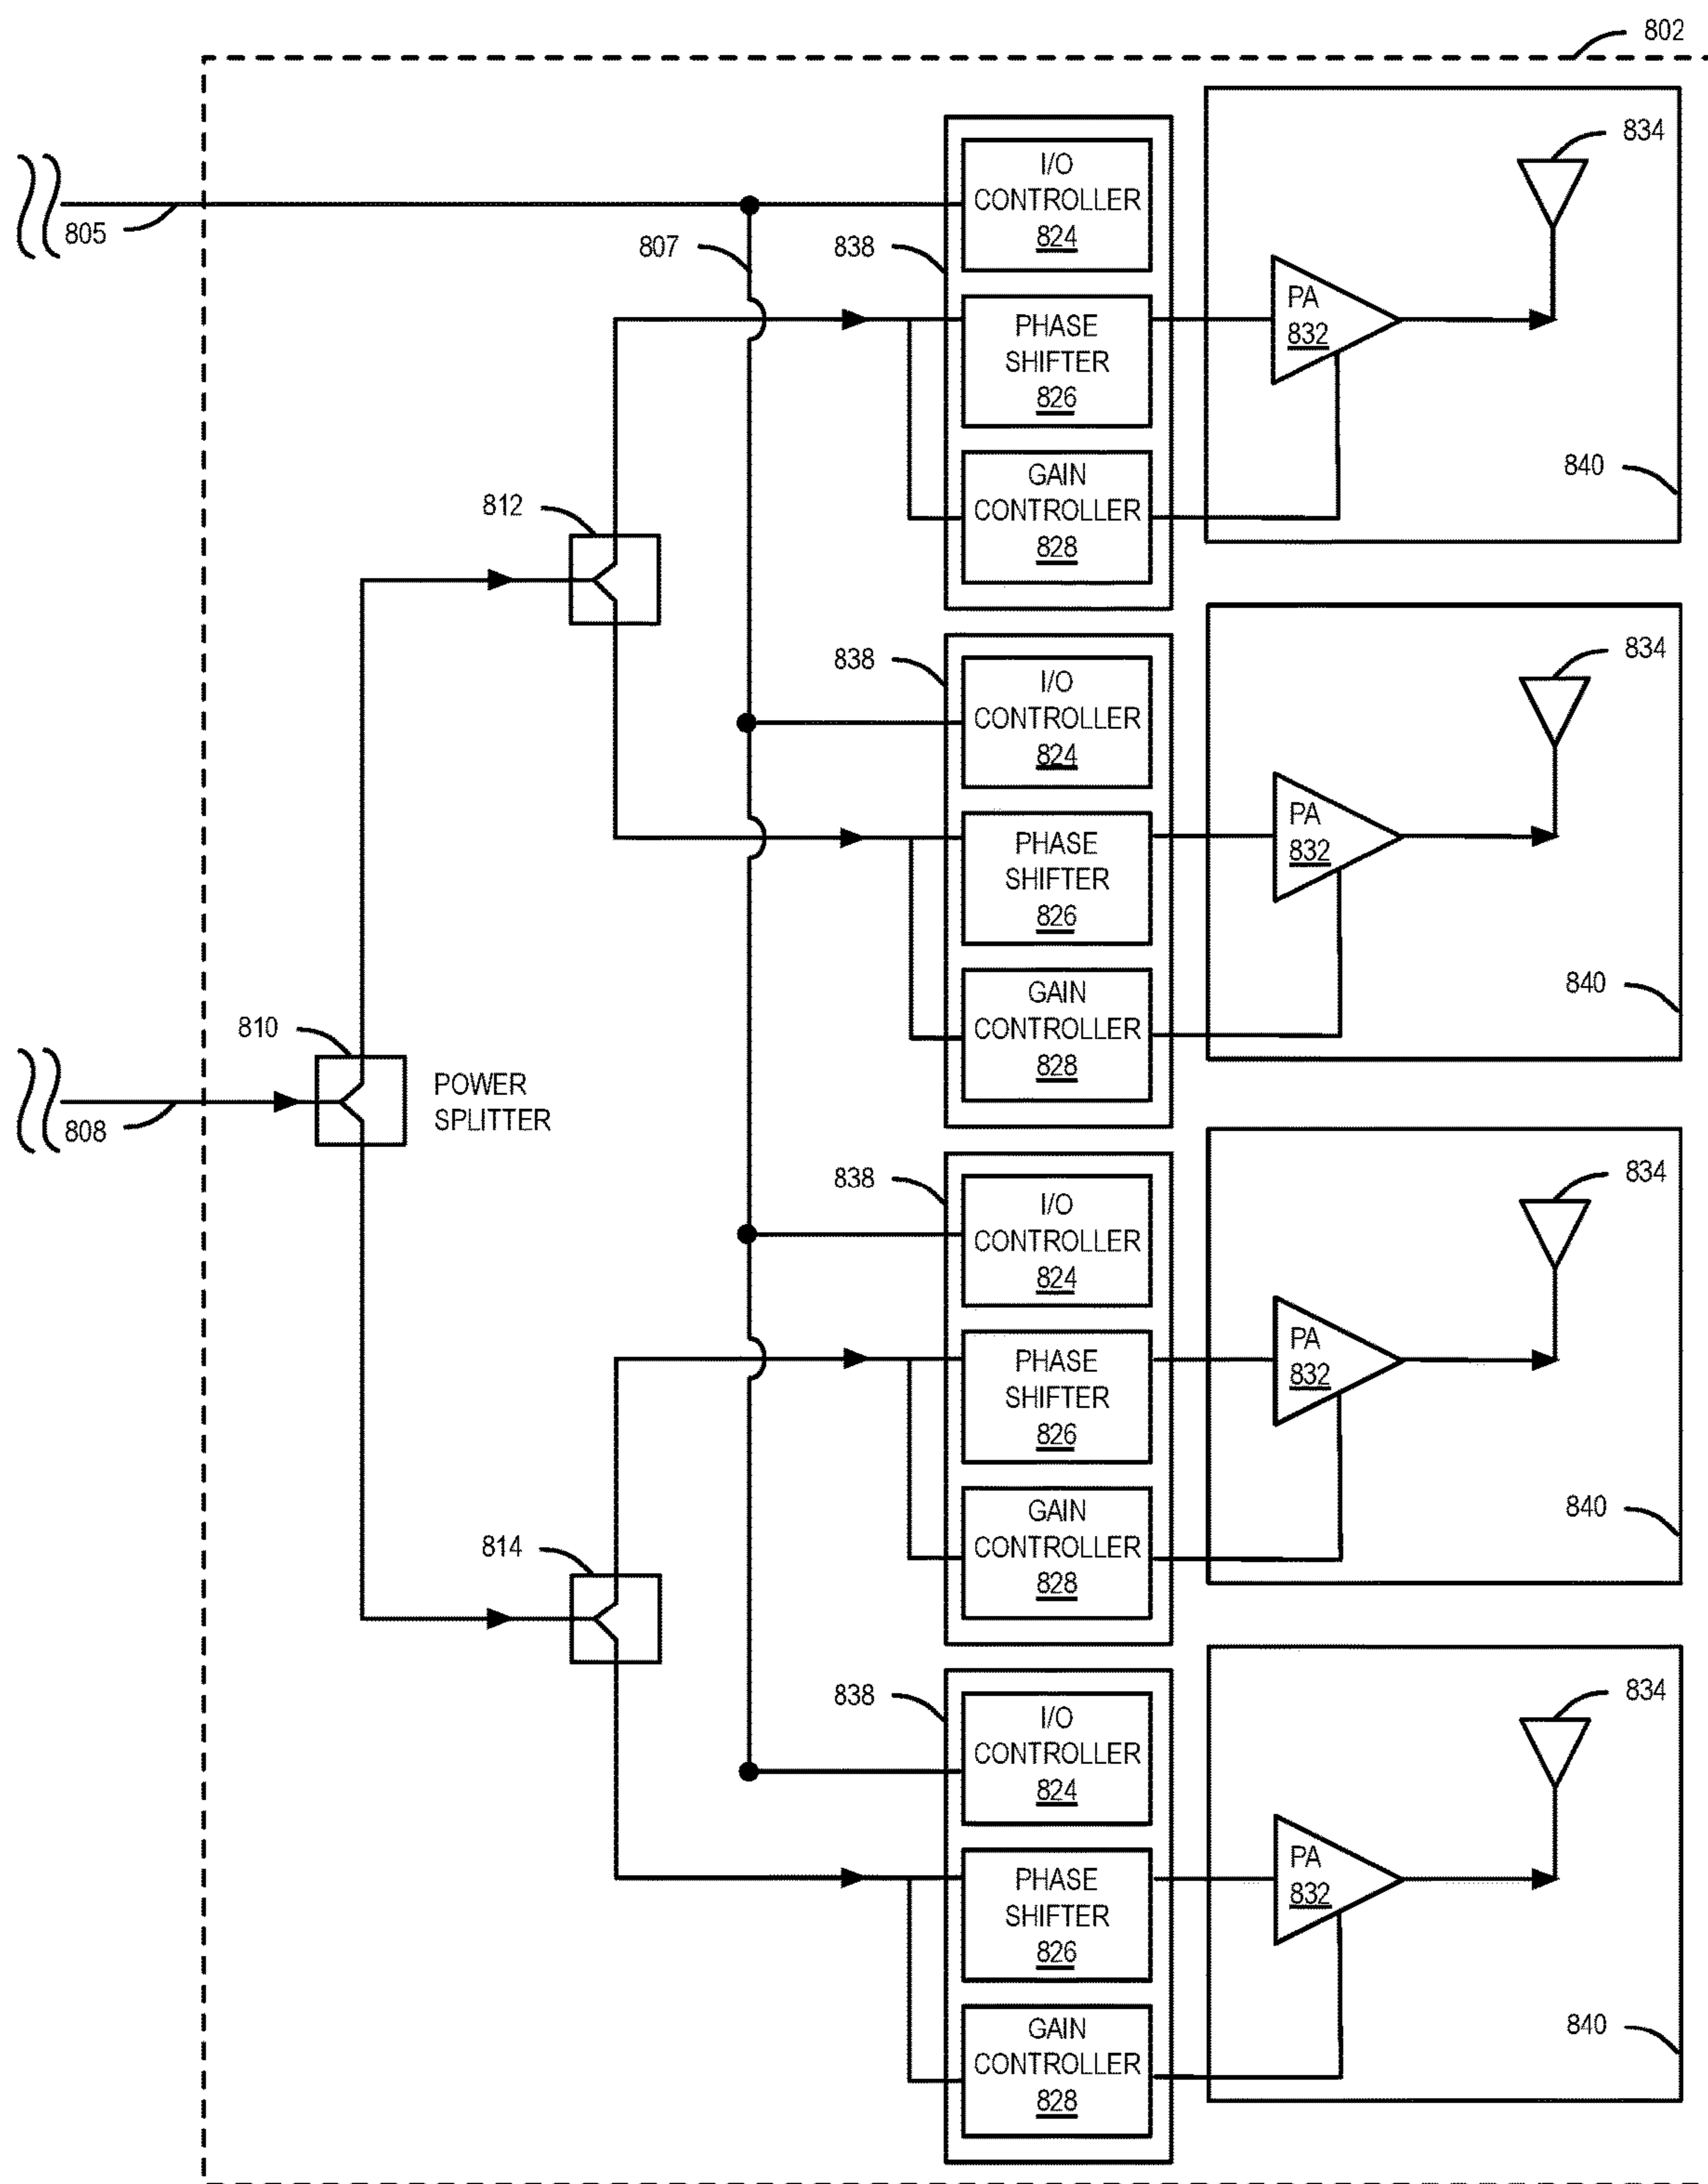 802
834
I/O
CONTROLLER
824
805
807
838
PHASE
SHIFTER
826
PA
832
840
GAIN
CONTROLLER
828
812
834
838
I/O
CONTROLLER
824
PHASE
SHIFTER
826
PA
832
840
GAIN
CONTROLLER
828
810
POWER
SPLITTER
808
834
838
I/O
CONTROLLER
824
PHASE
SHIFTER
826
PA
832
840
GAIN
CONTROLLER
828
814
834
838
I/O
CONTROLLER
824
PHASE
SHIFTER
826
PA
832
840
GAIN
CONTROLLER
828